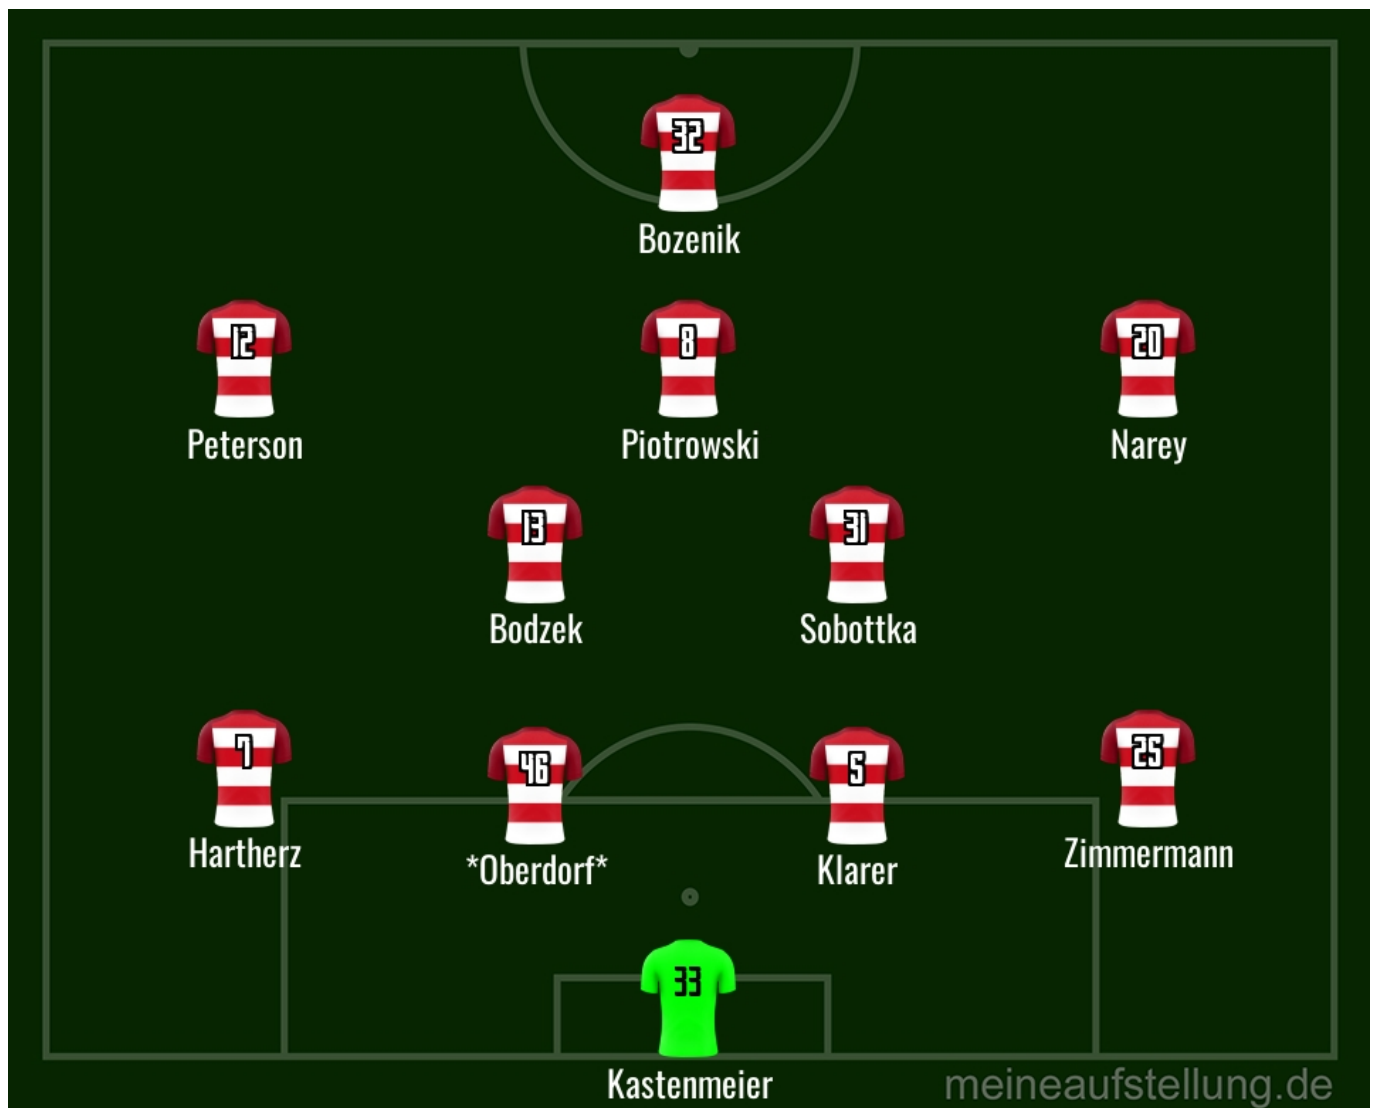 32
Bozenik
12
Peterson
8
Piotrowski
20
Narey
13
Bodzek
31
Sobottka
7
Hartherz
46
*Oberdorf*
5
Klarer
25
Zimmermann
33
Kastenmeier
meineaufstellung.de